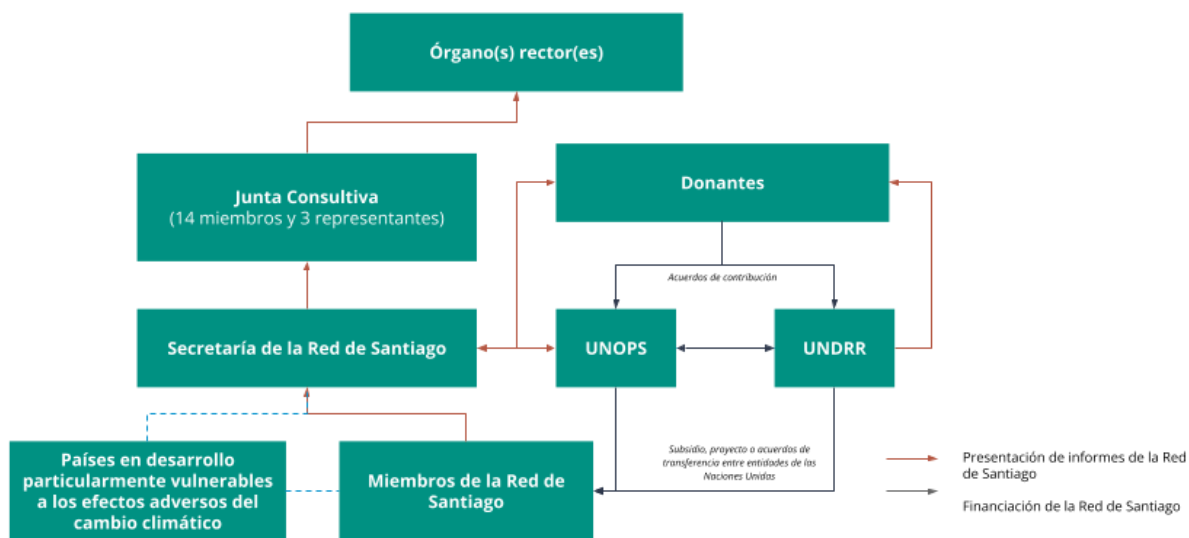 Órgano(s) rector(es)
Junta Consultiva
(14 miembros y 3 representantes)
Donantes
Acuerdos de contribución
Secretaría de la Red de Santiago
UNOPS
UNDRR
Países en desarrollo
particularmente vulnerables
a los efectos adversos del
cambio climático
Miembros de la Red de
Santiago
Subsidio, proyecto o acuerdos de
transferencia entre entidades de las
Naciones Unidas
Presentación de informes de la Red
de Santiago
Financiación de la Red de Santiago